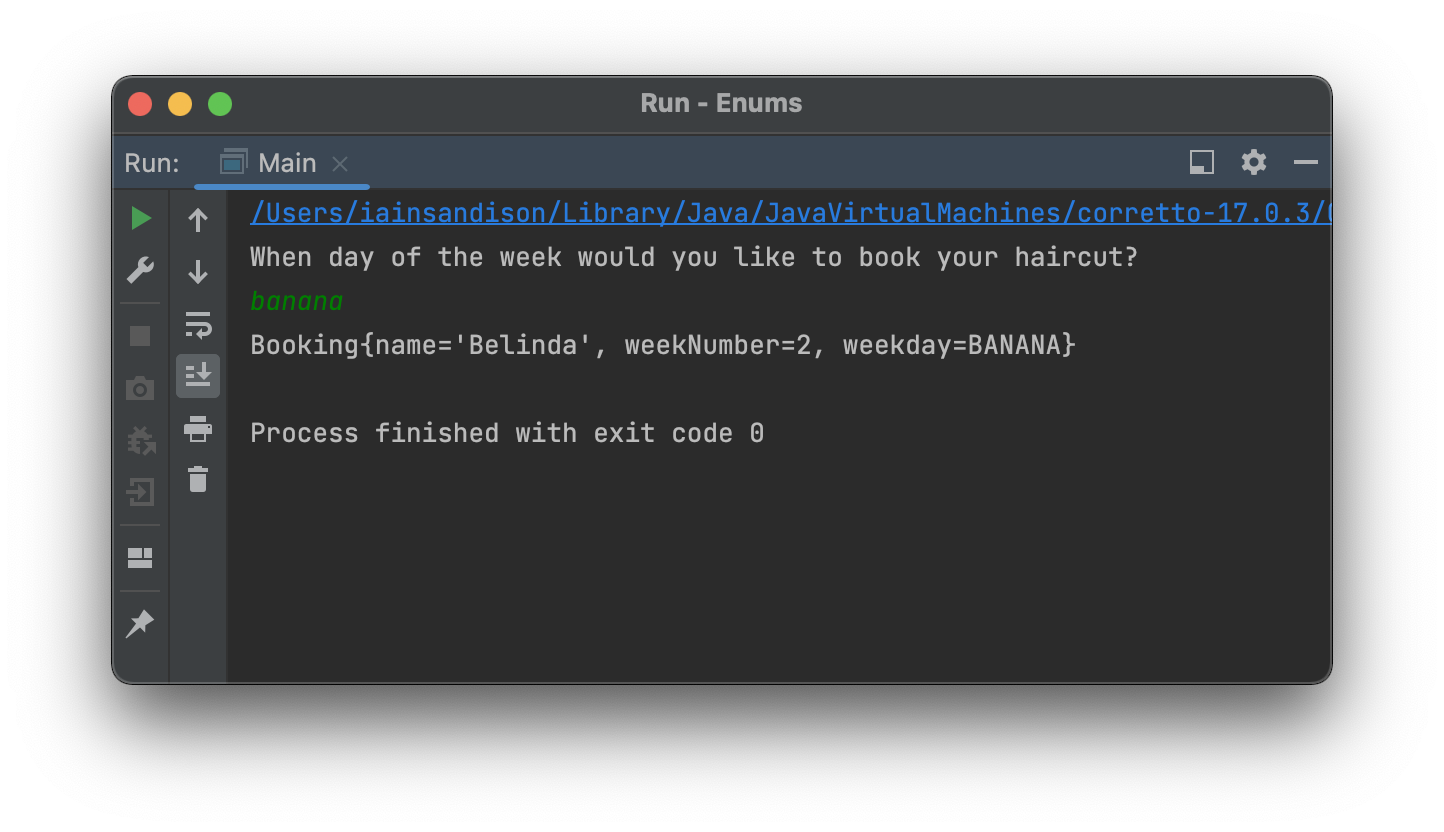 Run - Enums
Run: Main
/Users/iainsandison/Library/Java/JavaVirtualMachines/corretto-17.0.3/
When day of the week would you like to book your haircut?
banana
Booking{name='Belinda', weekNumber=2, weekday=BANANA}
Process finished with exit code 0